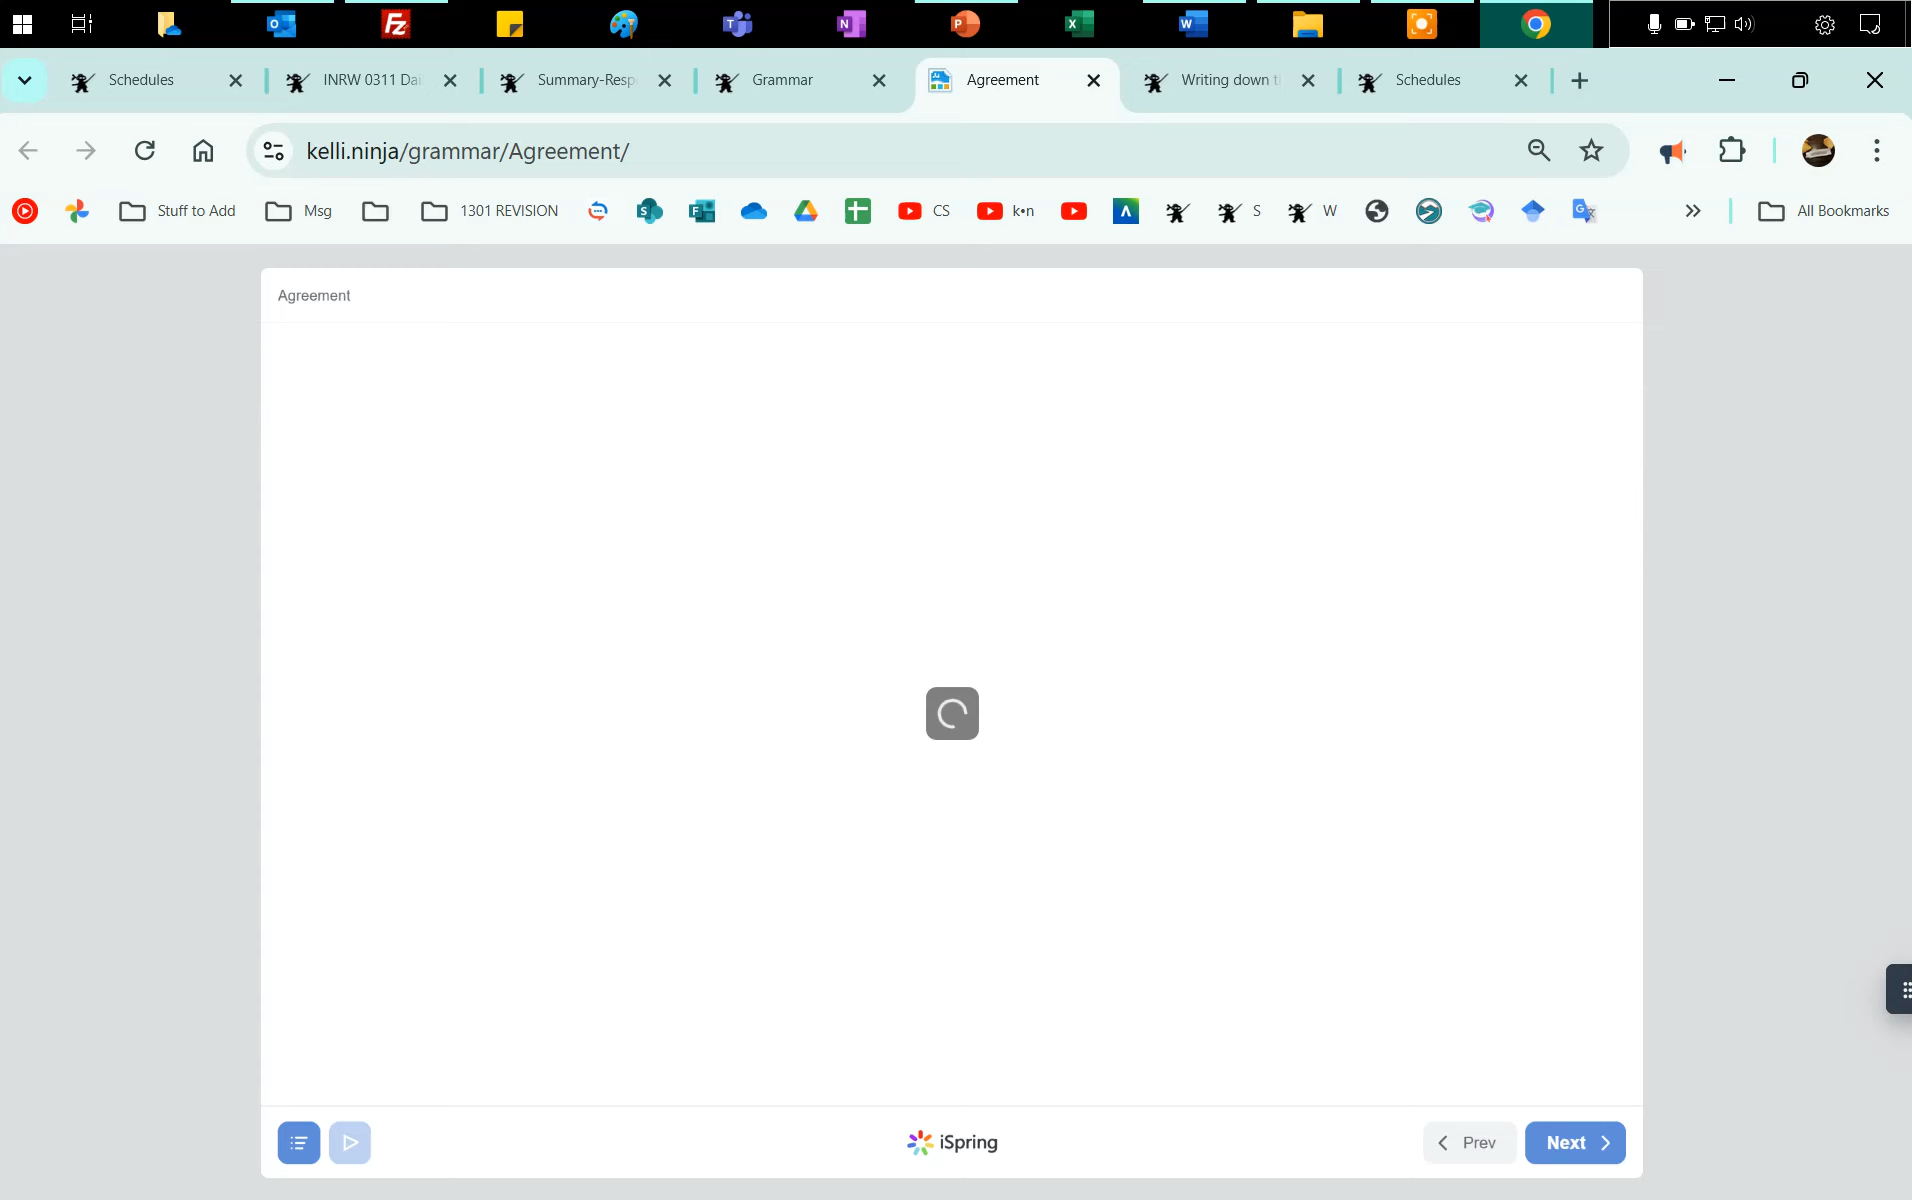 Schedules
INRW 0311 Dai
Summary-Resp
Grammar
Agreement
Writing down t
Schedules
kelli.ninja/grammar/Agreement/
Stuff to Add
Msg
1301 REVISION
CS
k•n
S
W
All Bookmarks
Agreement
iSpring
Prev
Next